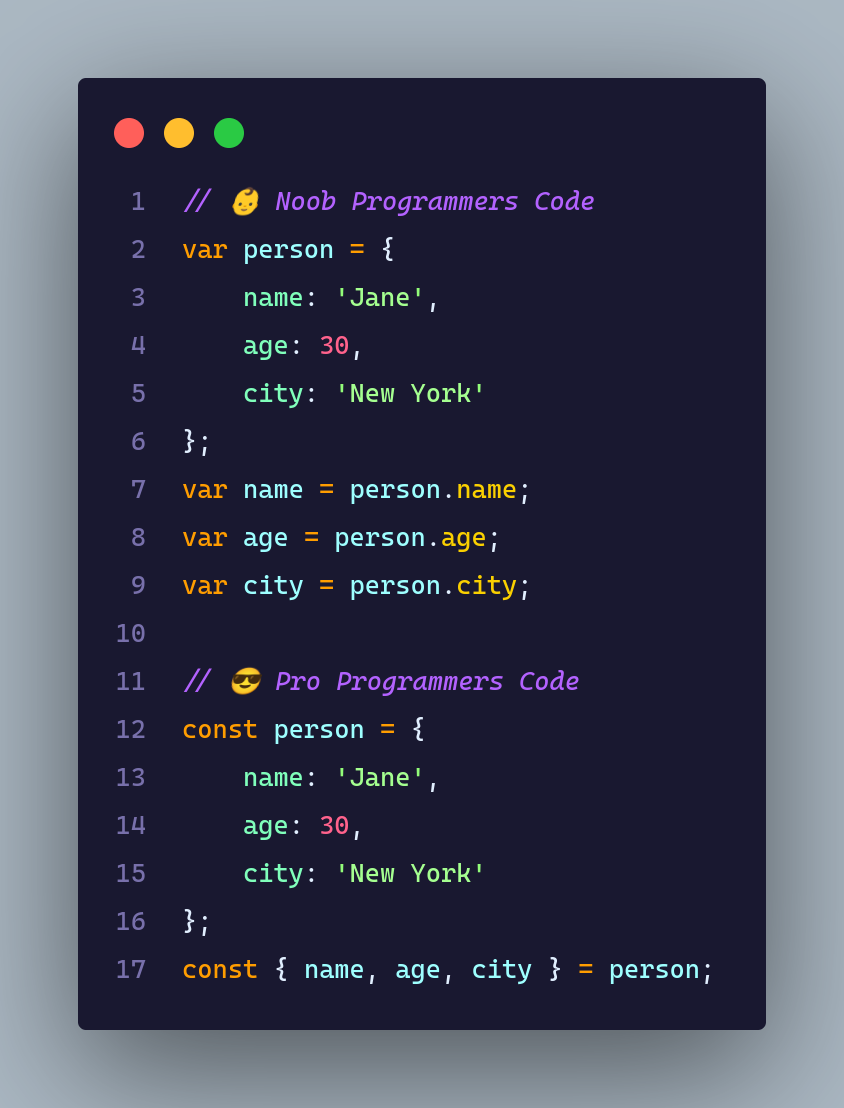 1 // 👶 Noob Programmers Code
2 var person = {
3     name: 'Jane',
4     age: 30,
5     city: 'New York'
6 };
7 var name = person.name;
8 var age = person.age;
9 var city = person.city;
10
11 // 😎 Pro Programmers Code
12 const person = {
13     name: 'Jane',
14     age: 30,
15     city: 'New York'
16 };
17 const { name, age, city } = person;